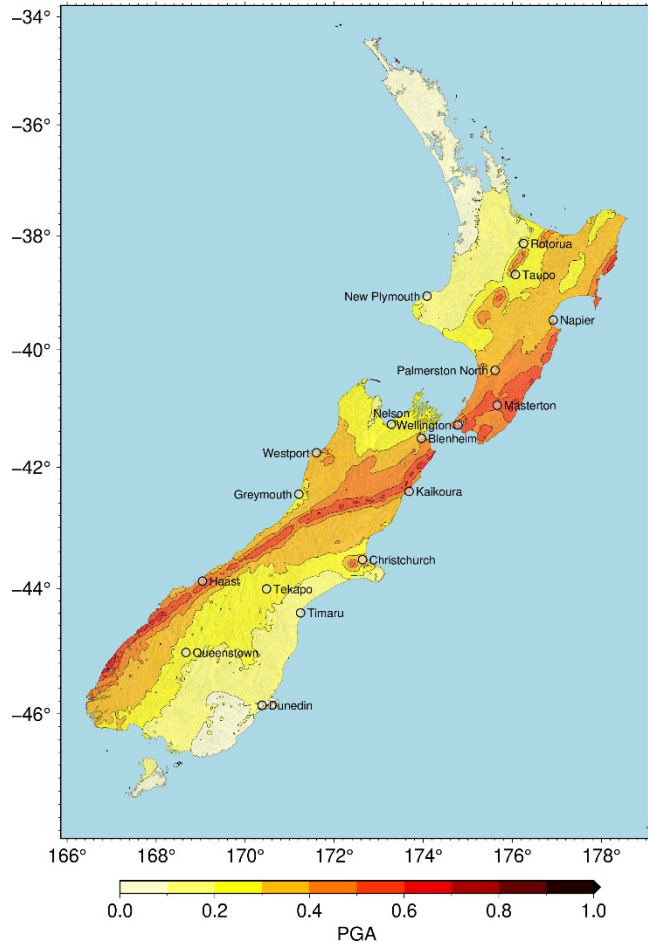 −34°
−36°
−38°
Rotorua
Taupo
New Plymouth
Napier
−40°
Palmerston North
Masterton
Nelson
Wellington
Blenheim
Westport
−42°
Greymouth
Kaikoura
Christchurch
Haast
−44°
Tekapo
Timaru
Queenstown
Dunedin
−46°
166° 168° 170° 172° 174° 176° 178°
0.0 0.2 0.4 0.6 0.8 1.0
PGA